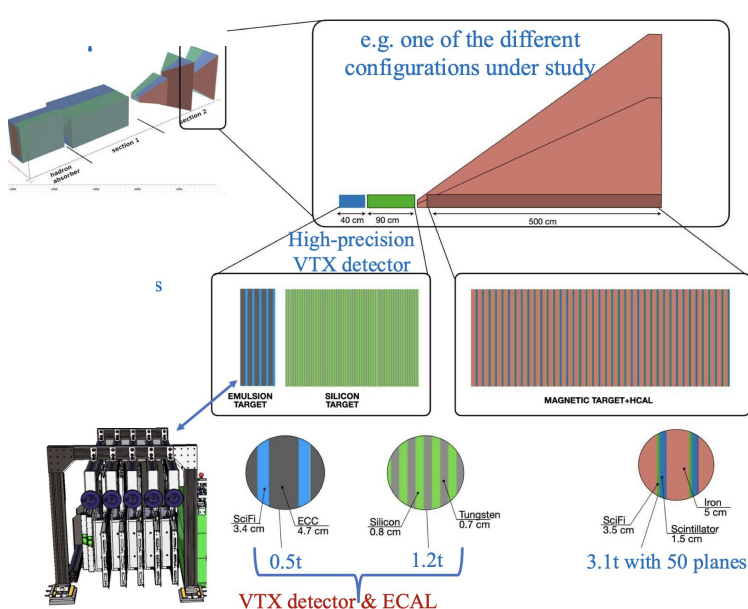 e.g. one of the different
configurations under study
section 2
section 1
hadron
absorber
40 cm
90 cm
500 cm
High-precision
VTX detector
s
EMULSION
TARGET
SILICON
TARGET
MAGNETIC TARGET+HCAL
SciFi
3.4 cm
ECC
4.7 cm
Silicon
0.8 cm
Tungsten
0.7 cm
SciFi
3.5 cm
Scintillator
1.5 cm
Iron
5 cm
0.5t
1.2t
3.1t with 50 planes
VTX detector & ECAL